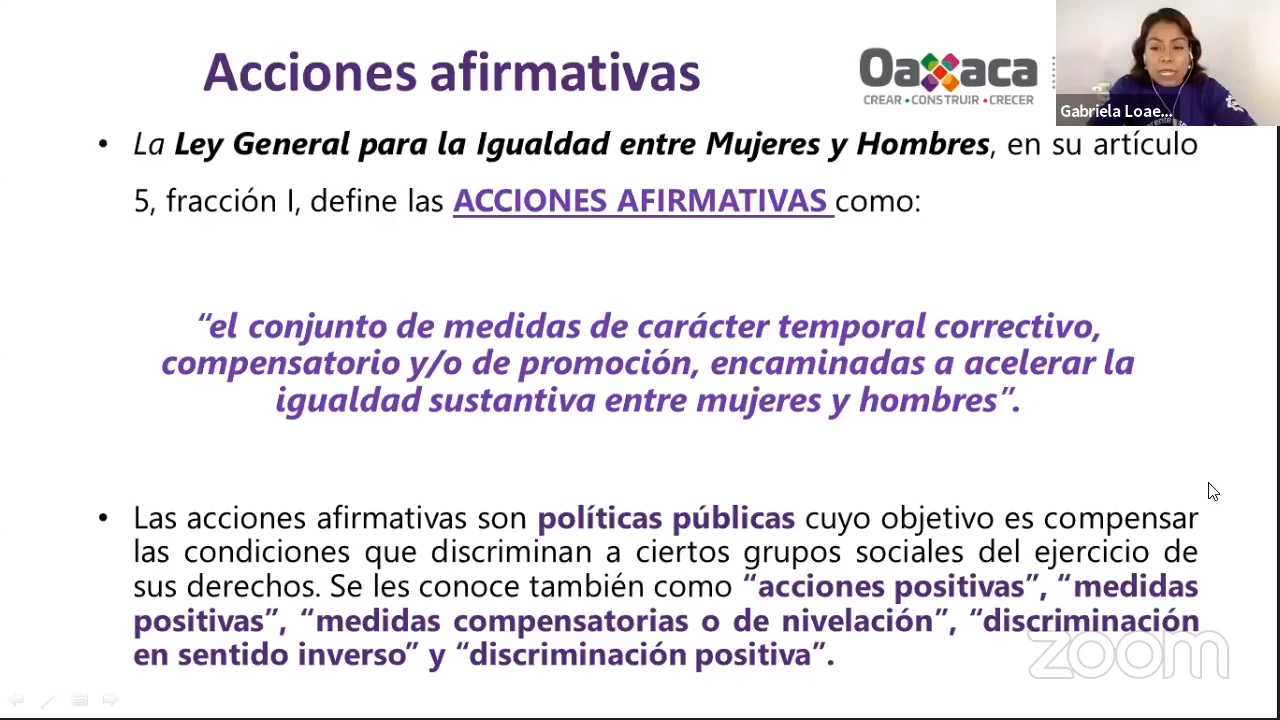 Acciones afirmativas
Oaxaca
CREAR • CONSTRUIR • CRECER
Gabriela Loae...
• La Ley General para la Igualdad entre Mujeres y Hombres, en su artículo
5, fracción I, define las ACCIONES AFIRMATIVAS como:
“el conjunto de medidas de carácter temporal correctivo,
compensatorio y/o de promoción, encaminadas a acelerar la
igualdad sustantiva entre mujeres y hombres”.
• Las acciones afirmativas son políticas públicas cuyo objetivo es compensar
las condiciones que discriminan a ciertos grupos sociales del ejercicio de
sus derechos. Se les conoce también como “acciones positivas”, “medidas
positivas”, “medidas compensatorias o de nivelación”, “discriminación
en sentido inverso” y “discriminación positiva”.
zoom